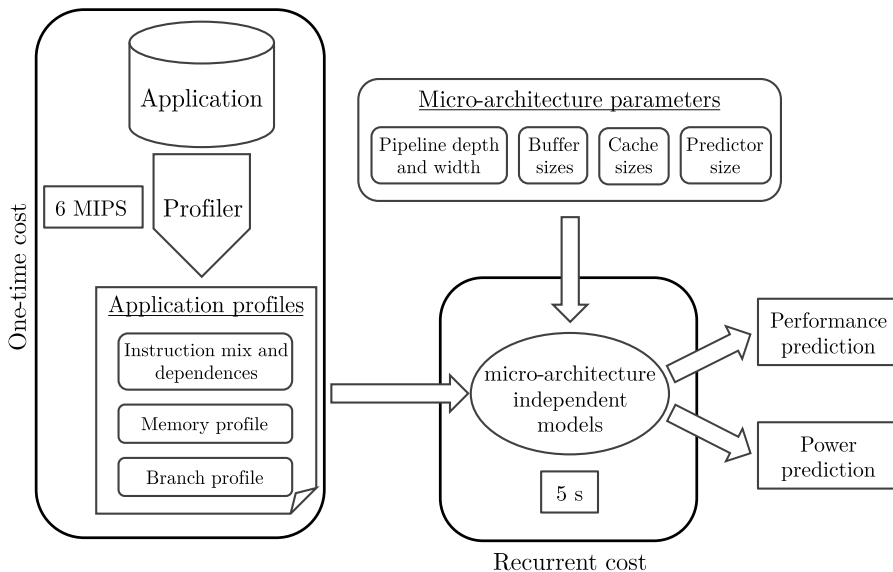 One-time cost
Application
6 MIPS
Profiler
Application profiles
Instruction mix and
dependences
Memory profile
Branch profile
Micro-architecture parameters
Pipeline depth
and width
Buffer
sizes
Cache
sizes
Predictor
size
micro-architecture
independent
models
5 s
Recurrent cost
Performance
prediction
Power
prediction